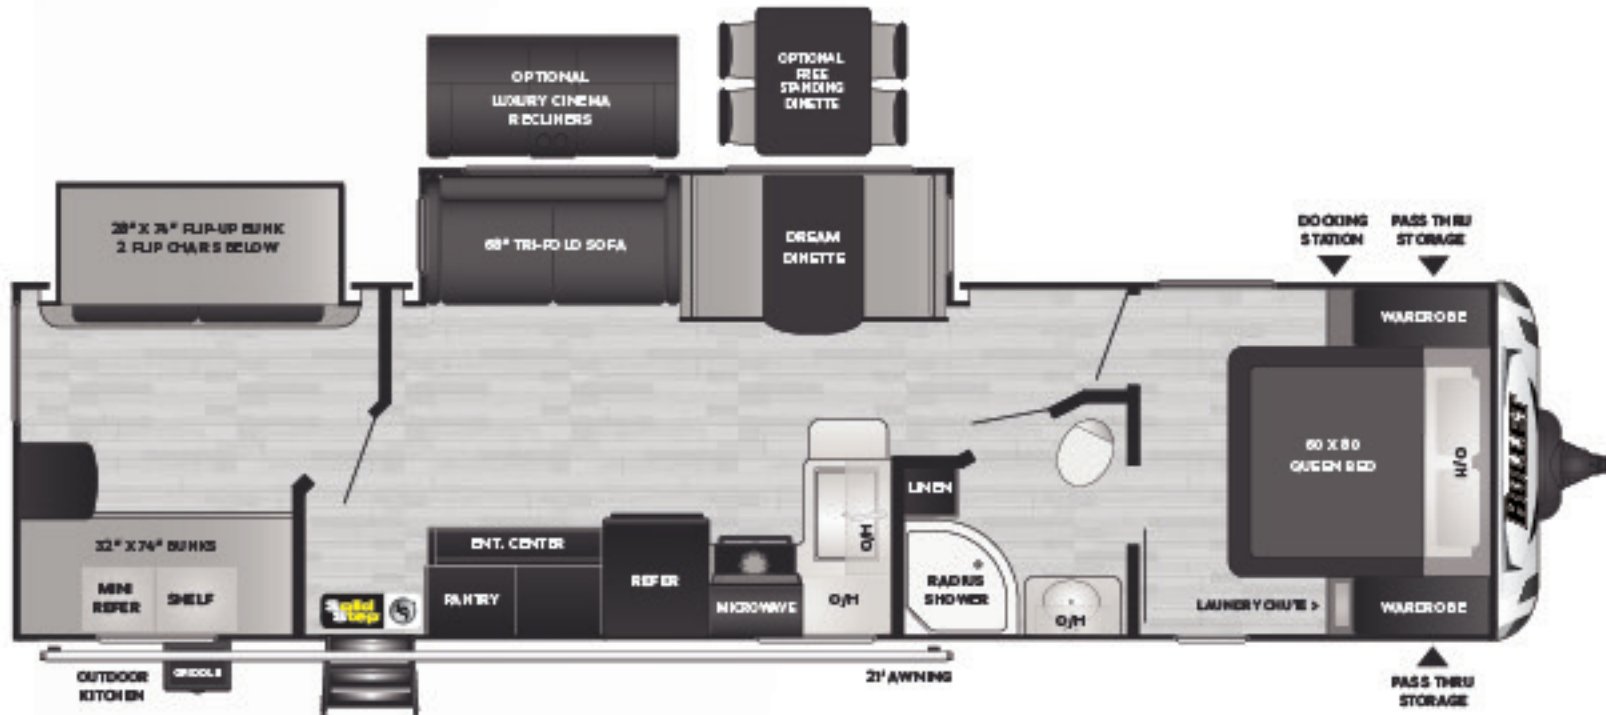 OPTIONAL
LUXURY CINEMA
RECLINERS
OPTIONAL
FREE
STANDING
DINETTE
28" X 74" FLIP-UP BUNK
2 FLIP CHAIRS BELOW
68" TRI-FOLD SOFA
DREAM
DINETTE
DOCKING
STATION
PASS THRU
STORAGE
WARDROBE
60 X 80
QUEEN BED
O/H
BULLET
LINEN
32" X 74" BUNKS
MINI
REFER
SHELF
ENT. CENTER
PANTRY
REFER
MICROWAVE
O/H
O/H
RADIUS
SHOWER
O/H
LAUNDRY CHUTE >
WARDROBE
Solid
Step
OUTDOOR
KITCHEN
GRIDDLE
21' AWNING
PASS THRU
STORAGE